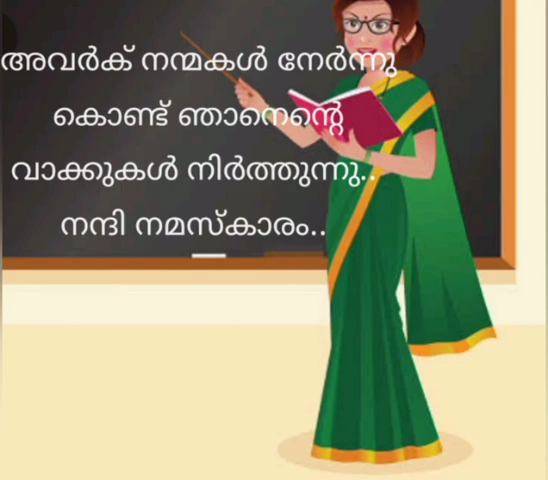 അവർക് നന്മകൾ നേർന്നു
കൊണ്ട് ഞാനെന്റെ
വാക്കുകൾ നിർത്തുന്നു..
നന്ദി നമസ്കാരം..